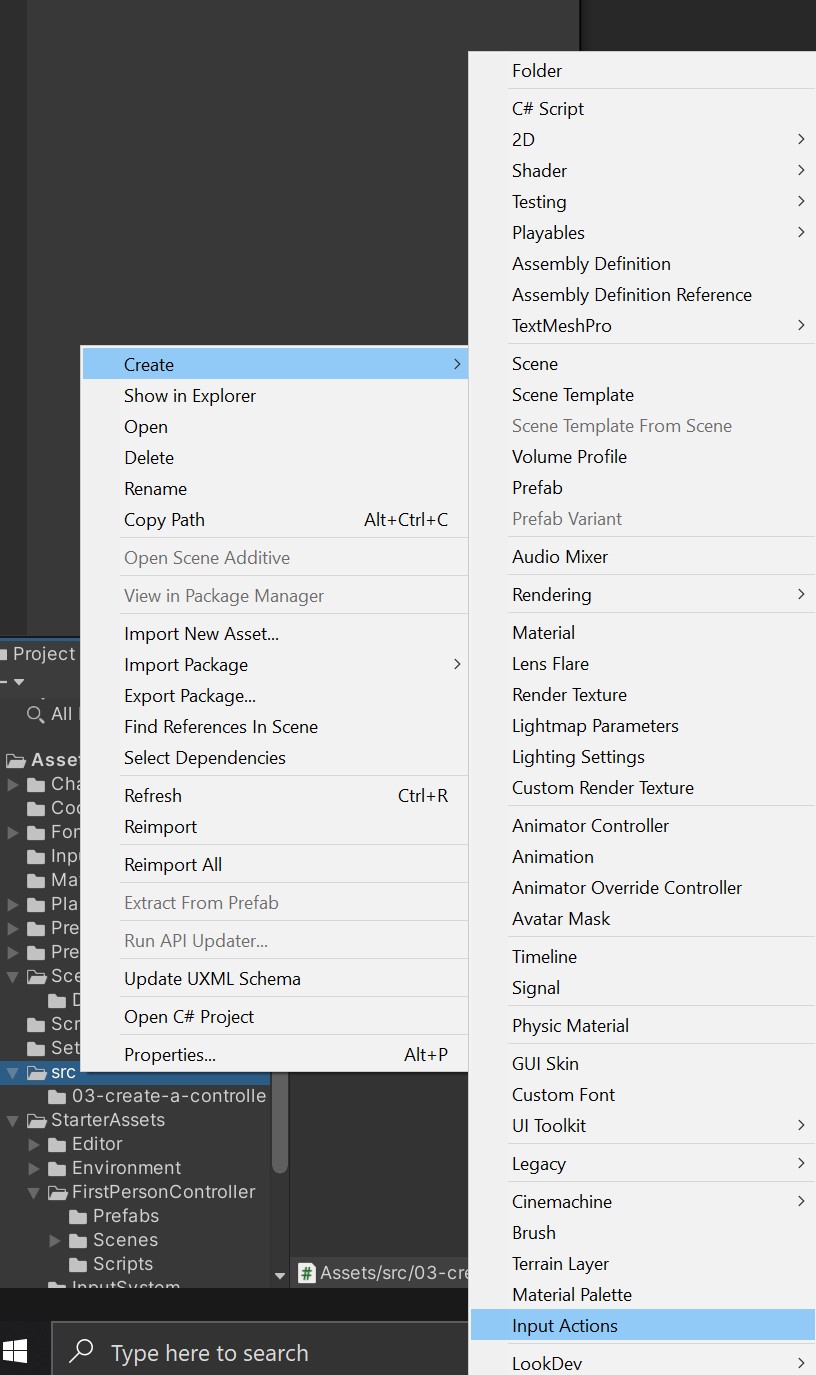 Folder
C# Script
2D
Shader
Testing
Playables
Assembly Definition
Assembly Definition Reference
TextMeshPro
Scene
Scene Template
Scene Template From Scene
Volume Profile
Prefab
Prefab Variant
Audio Mixer
Rendering
Material
Lens Flare
Render Texture
Lightmap Parameters
Lighting Settings
Custom Render Texture
Animator Controller
Animation
Animator Override Controller
Avatar Mask
Timeline
Signal
Physic Material
GUI Skin
Custom Font
UI Toolkit
Legacy
Cinemachine
Brush
Terrain Layer
Material Palette
Input Actions
LookDev
Create
Show in Explorer
Open
Delete
Rename
Copy Path Alt+Ctrl+C
Open Scene Additive
View in Package Manager
Import New Asset...
Import Package
Export Package...
Find References In Scene
Select Dependencies
Refresh Ctrl+R
Reimport
Reimport All
Extract From Prefab
Run API Updater...
Update UXML Schema
Open C# Project
Properties... Alt+P
Project
All
Asse
Cha
Coo
For
Inpu
Ma
Pla
Pre
Pre
Sce
Scr
Set
src
03-create-a-controlle
StarterAssets
Editor
Environment
FirstPersonController
Prefabs
Scenes
Scripts
InputSystem
# Assets/src/03-cre
Type here to search